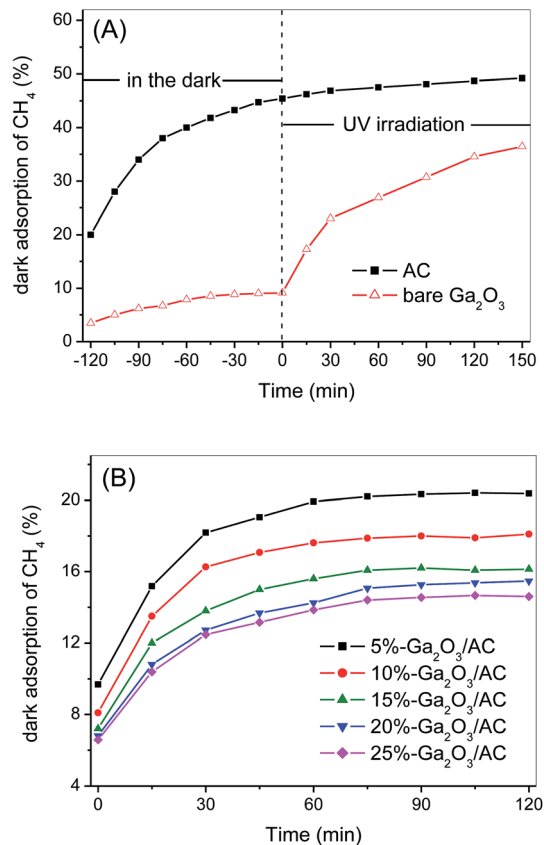 (A)
dark adsorption of CH₄ (%)
60
50
40
30
20
10
0
in the dark
UV irradiation
AC
bare Ga₂O₃
-120 -90 -60 -30 0 30 60 90 120 150
Time (min)
(B)
dark adsorption of CH₄ (%)
20
16
12
8
4
5%-Ga₂O₃/AC
10%-Ga₂O₃/AC
15%-Ga₂O₃/AC
20%-Ga₂O₃/AC
25%-Ga₂O₃/AC
0 30 60 90 120
Time (min)